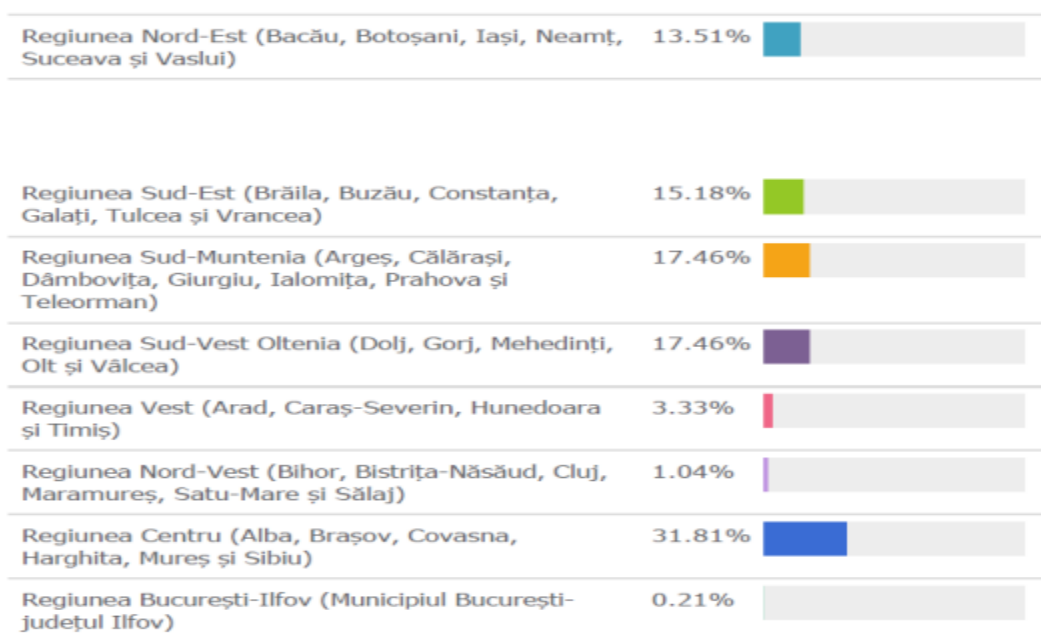 Regiunea Nord-Est (Bacău, Botoșani, Iași, Neamț, 13.51%
Suceava și Vaslui)
Regiunea Sud-Est (Brăila, Buzău, Constanța, 15.18%
Galați, Tulcea și Vrancea)
Regiunea Sud-Muntenia (Argeș, Călărași, 17.46%
Dâmbovița, Giurgiu, Ialomița, Prahova și
Teleorman)
Regiunea Sud-Vest Oltenia (Dolj, Gorj, Mehedinți, 17.46%
Olt și Vâlcea)
Regiunea Vest (Arad, Caraș-Severin, Hunedoara 3.33%
și Timiș)
Regiunea Nord-Vest (Bihor, Bistrița-Năsăud, Cluj, 1.04%
Maramureș, Satu-Mare și Sălaj)
Regiunea Centru (Alba, Brașov, Covasna, 31.81%
Harghita, Mureș și Sibiu)
Regiunea București-Ilfov (Municipiul București- 0.21%
județul Ilfov)